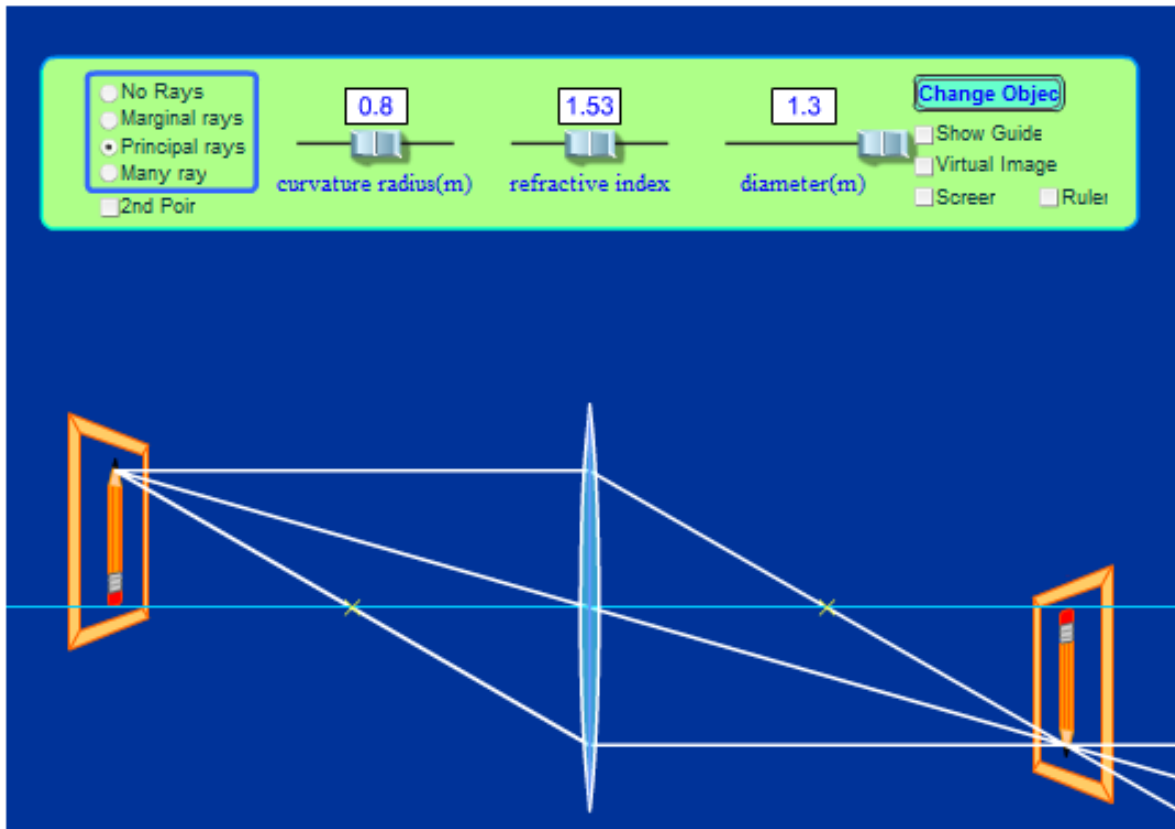 No Rays
Marginal rays
Principal rays
Many ray
2nd Poir
0.8
curvature radius(m)
1.53
refractive index
1.3
diameter(m)
Change Objec
Show Guide
Virtual Image
Screer
Ruler